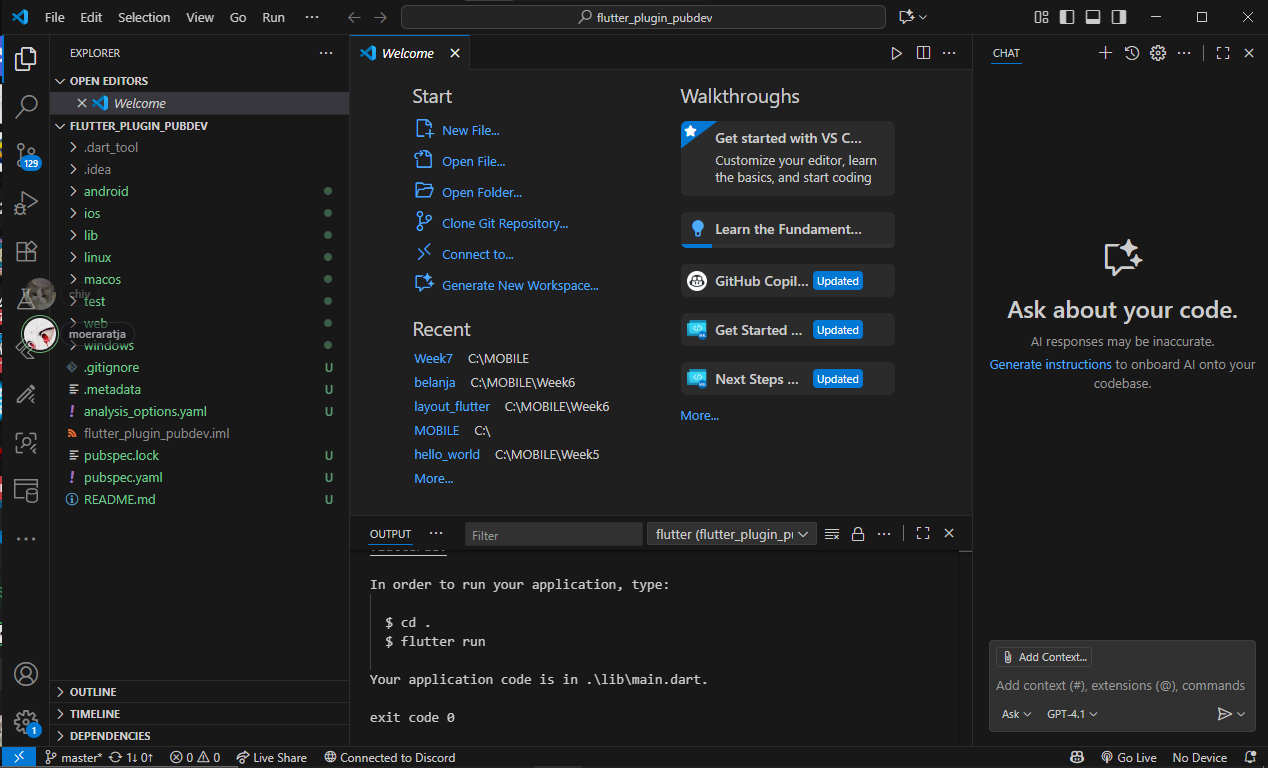 File Edit Selection View Go Run ···
flutter_plugin_pubdev
EXPLORER
OPEN EDITORS
Welcome
FLUTTER_PLUGIN_PUBDEV
.dart_tool
.idea
android
ios
lib
linux
macos
test
web
windows
.gitignore U
.metadata U
analysis_options.yaml U
flutter_plugin_pubdev.iml
pubspec.lock U
pubspec.yaml U
README.md U
OUTLINE
TIMELINE
DEPENDENCIES
129
chiy
moeraratja
1
Welcome
Start
New File...
Open File...
Open Folder...
Clone Git Repository...
Connect to...
Generate New Workspace...
Recent
Week7 C:\MOBILE
belanja C:\MOBILE\Week6
layout_flutter C:\MOBILE\Week6
MOBILE C:\
hello_world C:\MOBILE\Week5
More...
Walkthroughs
Get started with VS C...
Customize your editor, learn
the basics, and start coding
Learn the Fundament...
GitHub Copil... Updated
Get Started ... Updated
Next Steps ... Updated
More...
OUTPUT
Filter
flutter (flutter_plugin_pu
In order to run your application, type:
$ cd .
$ flutter run
Your application code is in .\lib\main.dart.
exit code 0
CHAT
Ask about your code.
AI responses may be inaccurate.
Generate instructions to onboard AI onto your
codebase.
Add Context...
Add context (#), extensions (@), commands
Ask GPT-4.1
master* 1↓ 0↑ 0 0 Live Share Connected to Discord Go Live No Device